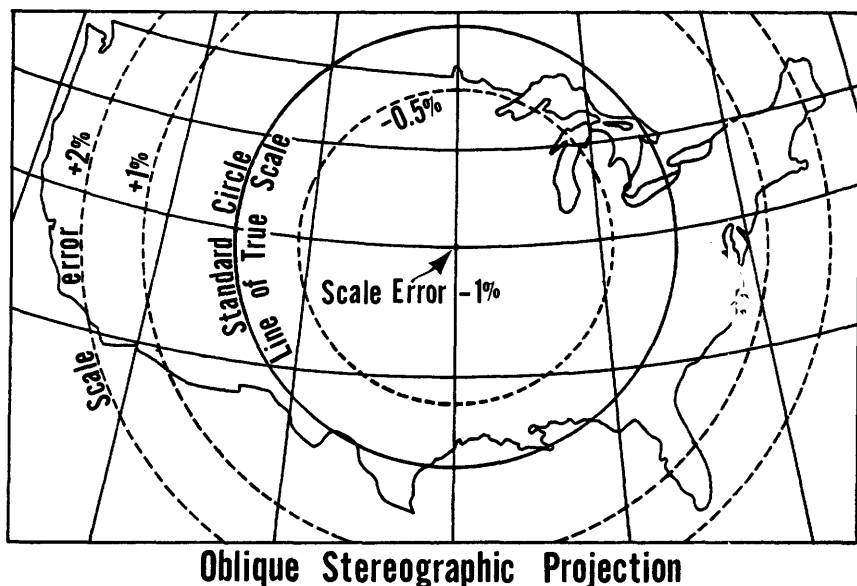 -0.5%
+2%
+1%
Standard Circle
Line of True Scale
Scale error
Scale Error -1%
Oblique Stereographic Projection